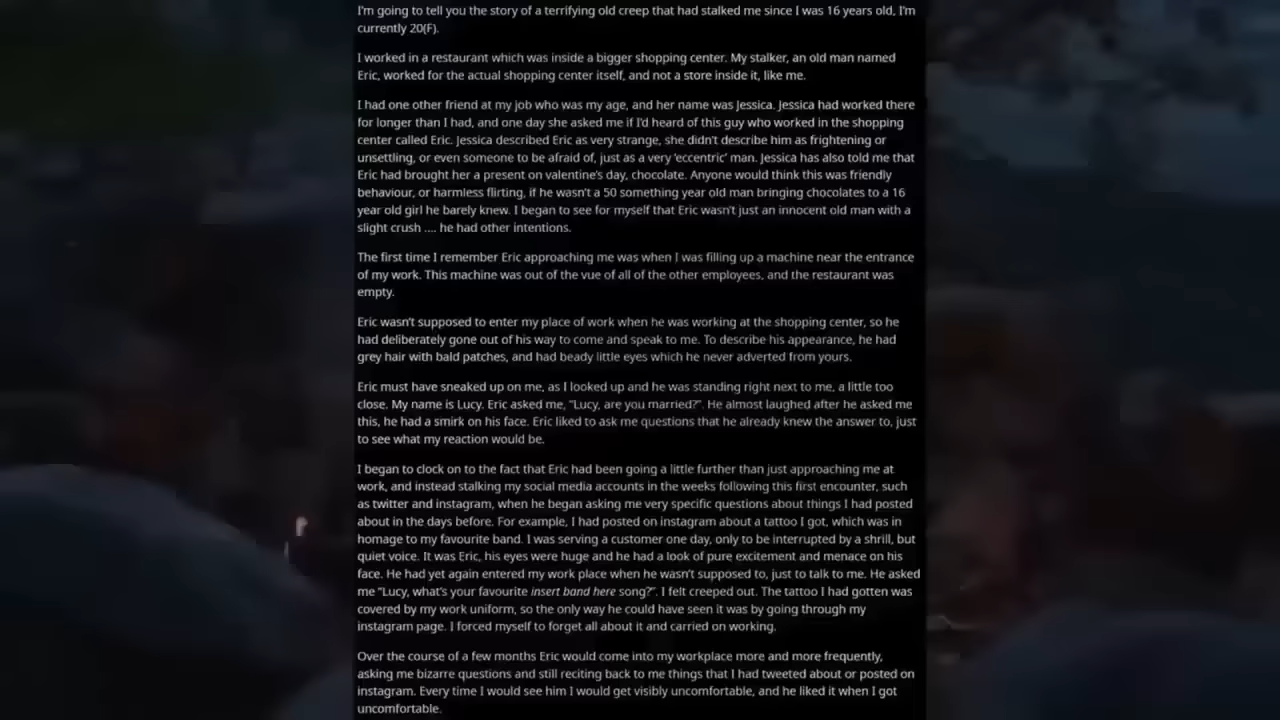 I'm going to tell you the story of a terrifying old creep that had stalked me since I was 16 years old, I'm
currently 20(F).
I worked in a restaurant which was inside a bigger shopping center. My stalker, an old man named
Eric, worked for the actual shopping center itself, and not a store inside it, like me.
I had one other friend at my job who was my age, and her name was Jessica. Jessica had worked there
for longer than I had, and one day she asked me if I'd heard of this guy who worked in the shopping
center called Eric. Jessica described Eric as very strange, she didn't describe him as frightening or
unsettling, or even someone to be afraid of, just as a very 'eccentric' man. Jessica has also told me that
Eric had brought her a present on valentine's day, chocolate. Anyone would think this was friendly
behaviour, or harmless flirting, if he wasn't a 50 something year old man bringing chocolates to a 16
year old girl he barely knew. I began to see for myself that Eric wasn't just an innocent old man with a
slight crush .... he had other intentions.
The first time I remember Eric approaching me was when I was filling up a machine near the entrance
of my work. This machine was out of the vue of all of the other employees, and the restaurant was
empty.
Eric wasn't supposed to enter my place of work when he was working at the shopping center, so he
had deliberately gone out of his way to come and speak to me. To describe his appearance, he had
grey hair with bald patches, and had beady little eyes which he never adverted from yours.
Eric must have sneaked up on me, as I looked up and he was standing right next to me, a little too
close. My name is Lucy. Eric asked me, "Lucy, are you married?". He almost laughed after he asked me
this, he had a smirk on his face. Eric liked to ask me questions that he already knew the answer to, just
to see what my reaction would be.
I began to clock on to the fact that Eric had been going a little further than just approaching me at
work, and instead stalking my social media accounts in the weeks following this first encounter, such
as twitter and instagram, when he began asking me very specific questions about things I had posted
about in the days before. For example, I had posted on instagram about a tattoo I got, which was in
homage to my favourite band. I was serving a customer one day, only to be interrupted by a shrill, but
quiet voice. It was Eric, his eyes were huge and he had a look of pure excitement and menace on his
face. He had yet again entered my work place when he wasn't supposed to, just to talk to me. He asked
me "Lucy, what's your favourite insert band here song?". I felt creeped out. The tattoo I had gotten was
covered by my work uniform, so the only way he could have seen it was by going through my
instagram page. I forced myself to forget all about it and carried on working.
Over the course of a few months Eric would come into my workplace more and more frequently,
asking me bizarre questions and still reciting back to me things that I had tweeted about or posted on
instagram. Every time I would see him I would get visibly uncomfortable, and he liked it when I got
uncomfortable.